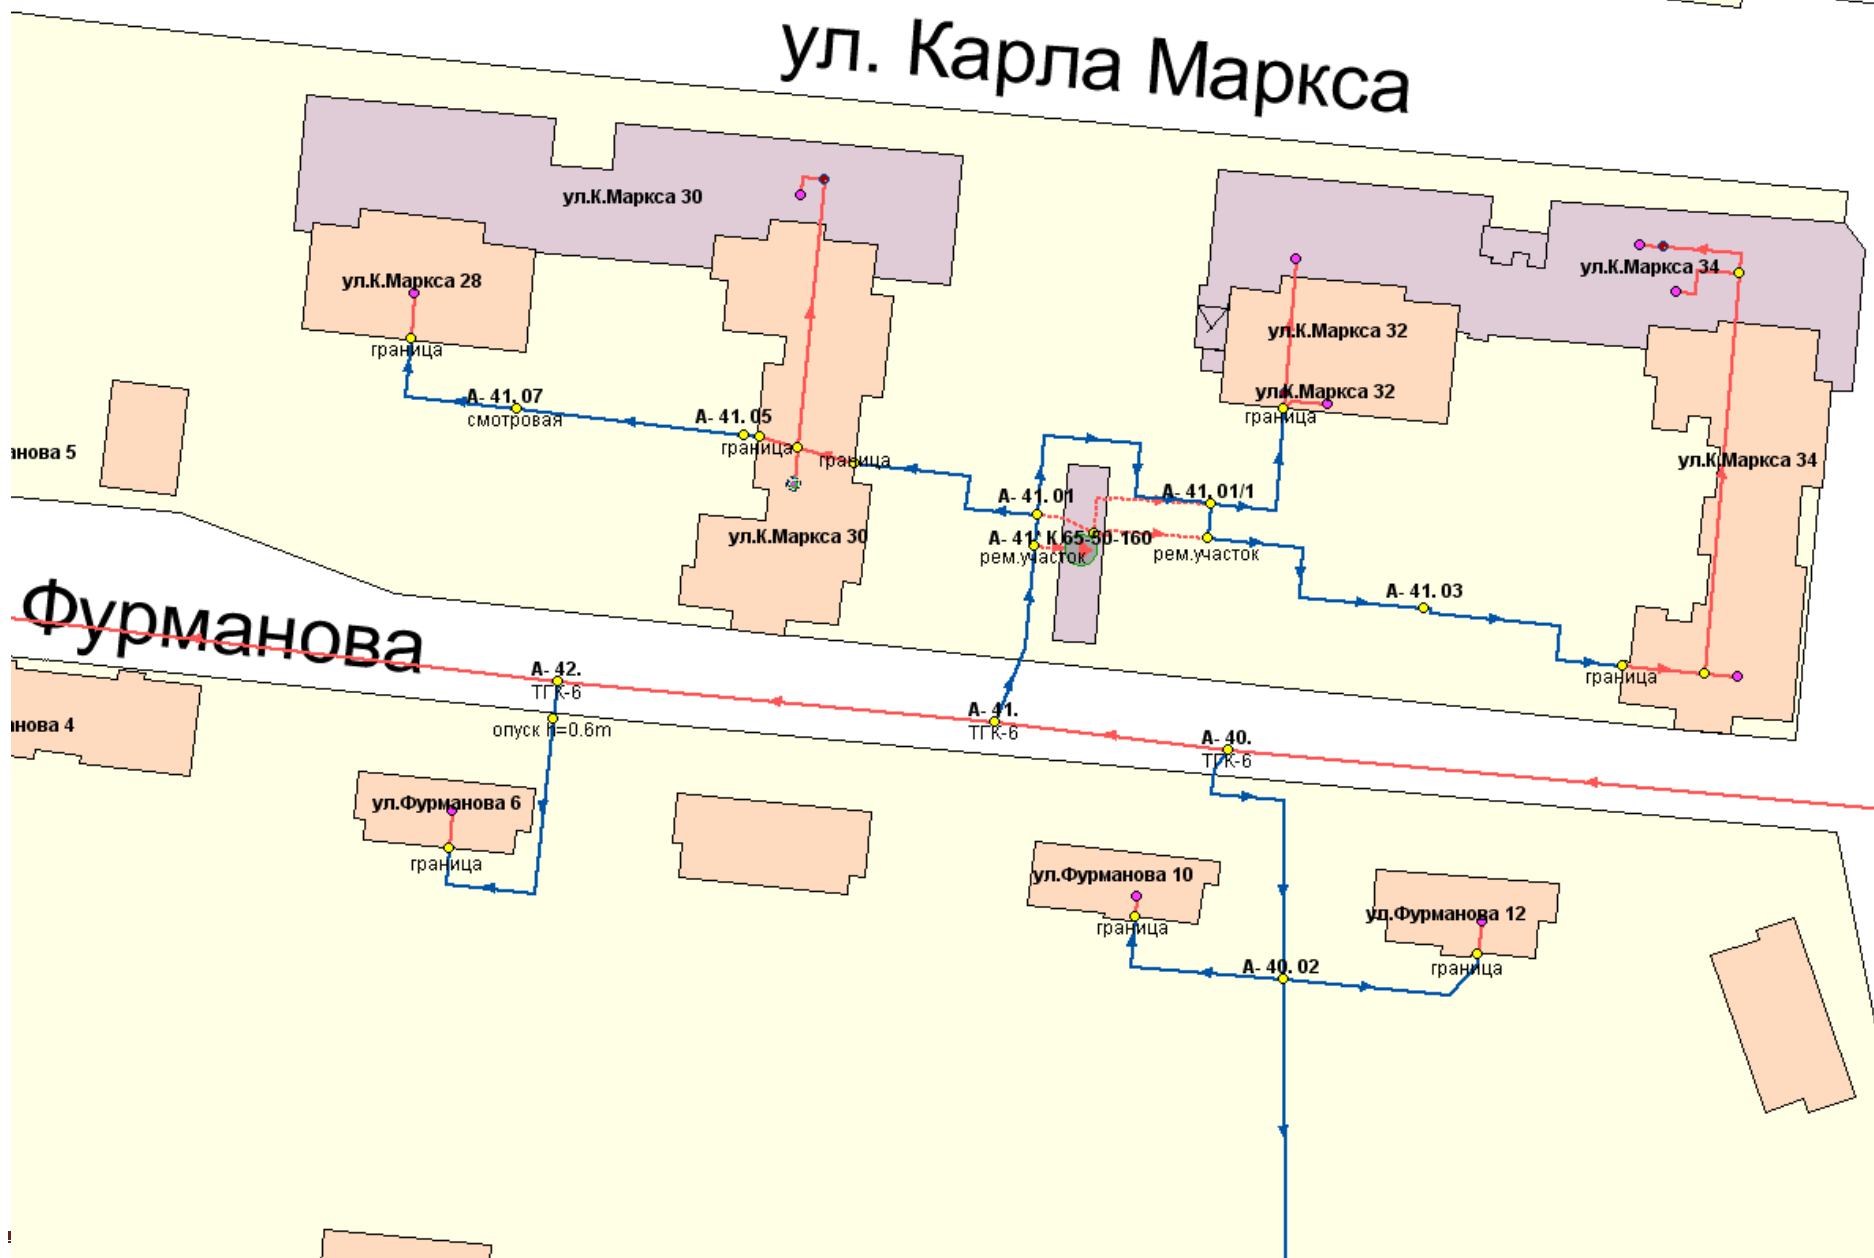 ул. Карла Маркса
ул.К.Маркса 30
ул.К.Маркса 34
ул.К.Маркса 28
ул.К.Маркса 32
граница
ул.К.Маркса 32
граница
А- 41. 07
смотровая
А- 41. 05
граница
граница
анова 5
ул.К.Маркса 34
А- 41. 01
А- 41. 01/1
ул.К.Маркса 30
А- 41. К 65-50-160
рем.участок
рем.участок
А- 41. 03
Фурманова
А- 42.
ТГК-6
граница
А- 41.
ТГК-6
анова 4
опуск h=0.6m
А- 40.
ТГК-6
ул.Фурманова 6
граница
ул.Фурманова 10
граница
ул.Фурманова 12
граница
А- 40. 02